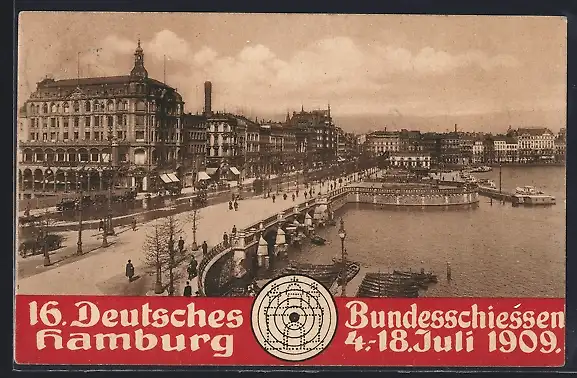 16. Deutsches
Hamburg
Bundesschiessen
4.-18. Juli 1909.